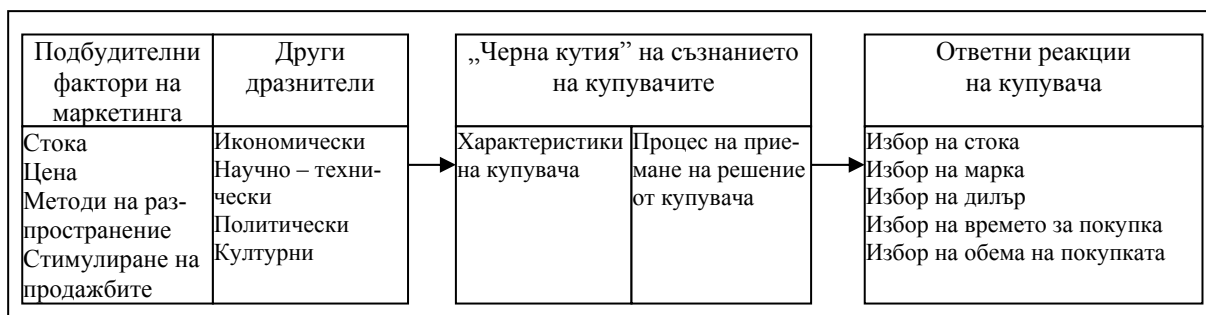 Подбудителни
фактори на
маркетинга
Стока
Цена
Методи на раз-
пространение
Стимулиране на
продажбите
Други
дразнители
Икономически
Научно – техни-
чески
Политически
Културни
„Черна кутия” на съзнанието
на купувачите
Характеристики
на купувача
Процес на прие-
мане на решение
от купувача
Ответни реакции
на купувача
Избор на стока
Избор на марка
Избор на дилър
Избор на времето за покупка
Избор на обема на покупката